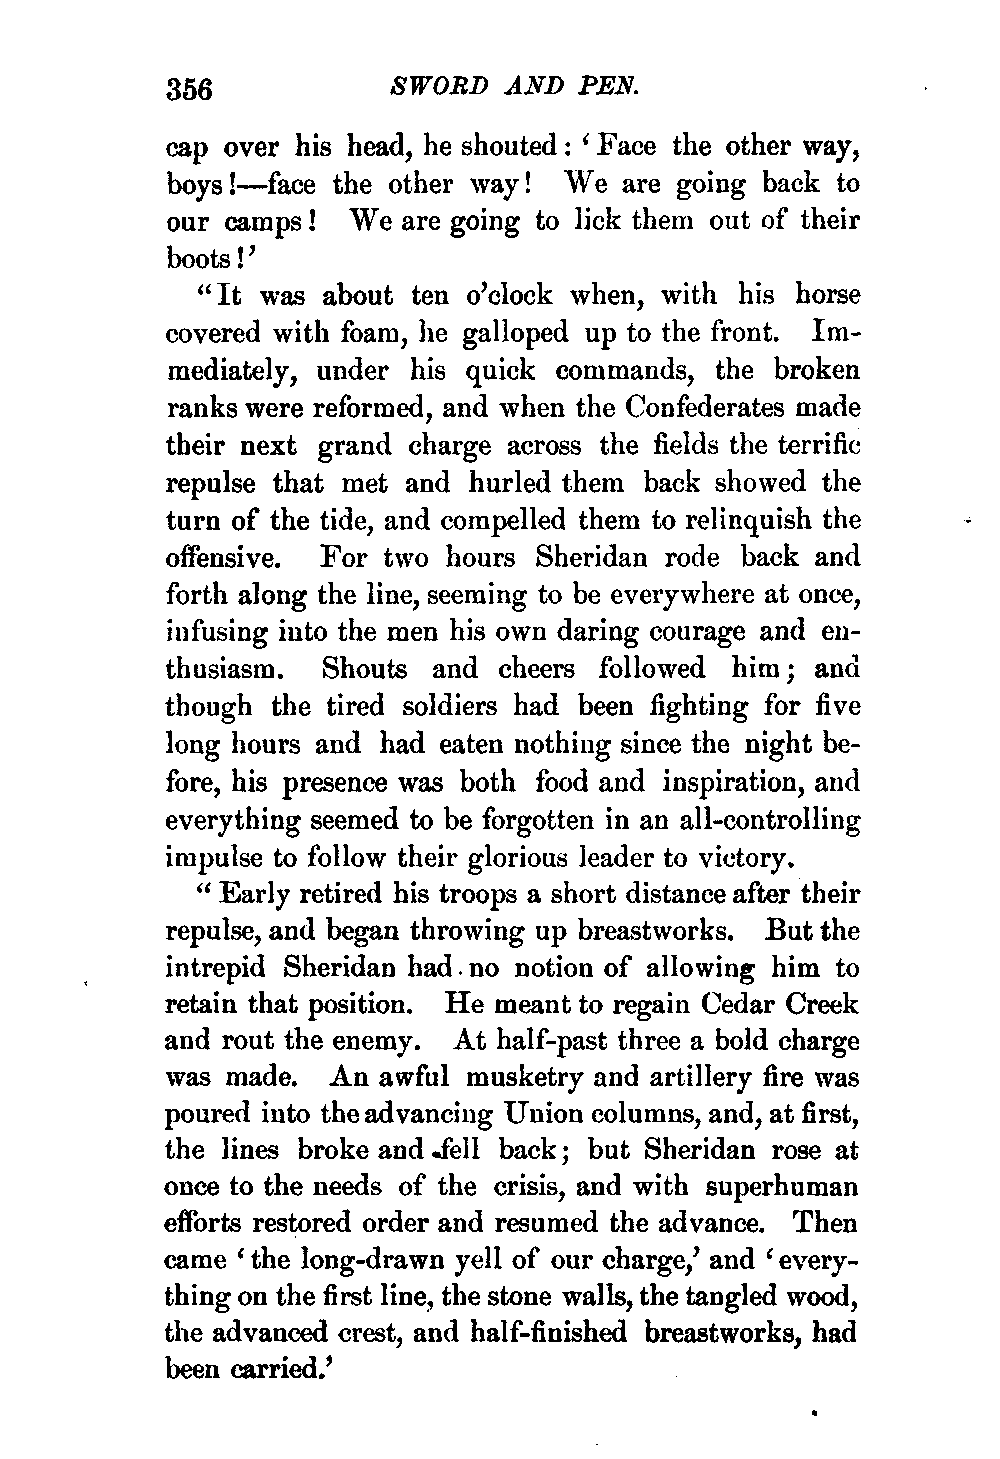 356 SWORD AND PEN.
cap over his head, he shouted: ‘Face the other way,
boys!—face the other way! We are going back to
our camps! We are going to lick them out of their
boots!’
“It was about ten o’clock when, with his horse
covered with foam, he galloped up to the front. Im-
mediately, under his quick commands, the broken
ranks were reformed, and when the Confederates made
their next grand charge across the fields the terrific
repulse that met and hurled them back showed the
turn of the tide, and compelled them to relinquish the
offensive. For two hours Sheridan rode back and
forth along the line, seeming to be everywhere at once,
infusing into the men his own daring courage and en-
thusiasm. Shouts and cheers followed him; and
though the tired soldiers had been fighting for five
long hours and had eaten nothing since the night be-
fore, his presence was both food and inspiration, and
everything seemed to be forgotten in an all-controlling
impulse to follow their glorious leader to victory.
“Early retired his troops a short distance after their
repulse, and began throwing up breastworks. But the
intrepid Sheridan had no notion of allowing him to
retain that position. He meant to regain Cedar Creek
and rout the enemy. At half-past three a bold charge
was made. An awful musketry and artillery fire was
poured into the advancing Union columns, and, at first,
the lines broke and fell back; but Sheridan rose at
once to the needs of the crisis, and with superhuman
efforts restored order and resumed the advance. Then
came ‘the long-drawn yell of our charge,’ and ‘every-
thing on the first line, the stone walls, the tangled wood,
the advanced crest, and half-finished breastworks, had
been carried.’